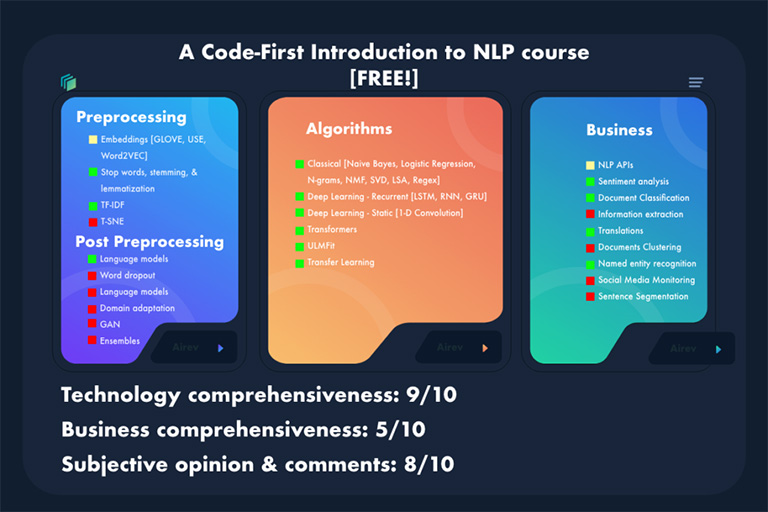 A Code-First Introduction to NLP course
[FREE!]
Preprocessing
Embeddings [GLOVE, USE,
Word2VEC]
Stop words, stemming, &
lemmatization
TF-IDF
T-SNE
Post Preprocessing
Language models
Word dropout
Language models
Domain adaptation
GAN
Ensembles
Airev
Algorithms
Classical [Naive Bayes, Logistic Regression,
N-grams, NMF, SVD, LSA, Regex]
Deep Learning - Recurrent [LSTM, RNN, GRU]
Deep Learning - Static [1-D Convolution]
Transformers
ULMFit
Transfer Learning
Airev
Business
NLP APIs
Sentiment analysis
Document Classification
Information extraction
Translations
Documents Clustering
Named entity recognition
Social Media Monitoring
Sentence Segmentation
Airev
Technology comprehensiveness: 9/10
Business comprehensiveness: 5/10
Subjective opinion & comments: 8/10